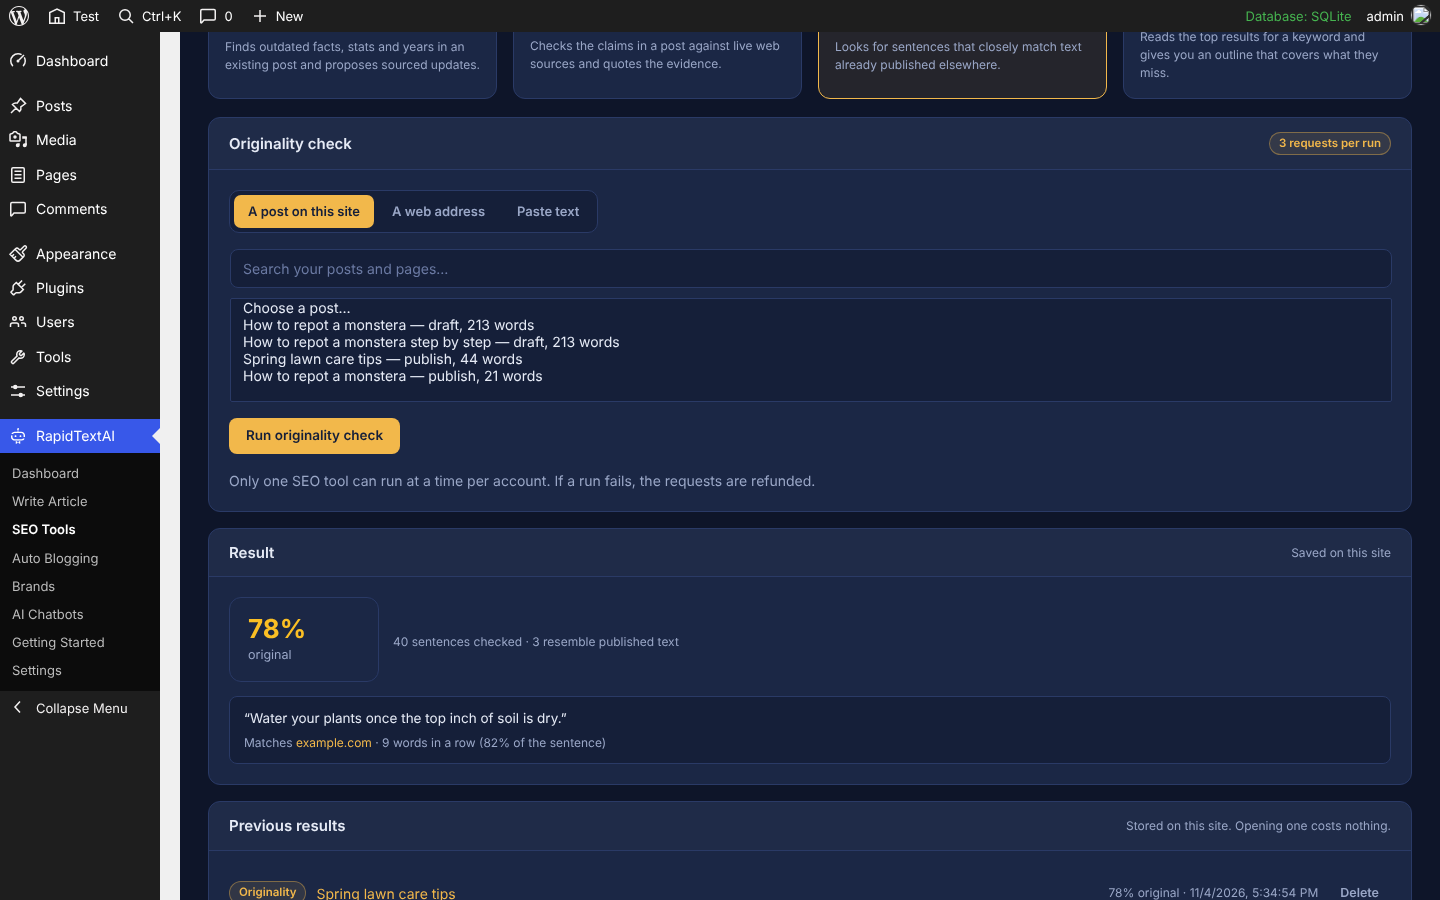 Test
Ctrl+K
0
New
Database: SQLite
admin
Dashboard
Posts
Media
Pages
Comments
Appearance
Plugins
Users
Tools
Settings
RapidTextAI
Dashboard
Write Article
SEO Tools
Auto Blogging
Brands
AI Chatbots
Getting Started
Settings
Collapse Menu
Finds outdated facts, stats and years in an
existing post and proposes sourced updates.
Checks the claims in a post against live web
sources and quotes the evidence.
Looks for sentences that closely match text
already published elsewhere.
Reads the top results for a keyword and
gives you an outline that covers what they
miss.
Originality check
3 requests per run
A post on this site
A web address
Paste text
Search your posts and pages...
Choose a post...
How to repot a monstera — draft, 213 words
How to repot a monstera step by step — draft, 213 words
Spring lawn care tips — publish, 44 words
How to repot a monstera — publish, 21 words
Run originality check
Only one SEO tool can run at a time per account. If a run fails, the requests are refunded.
Result
Saved on this site
78%
original
40 sentences checked · 3 resemble published text
“Water your plants once the top inch of soil is dry.”
Matches example.com · 9 words in a row (82% of the sentence)
Previous results
Stored on this site. Opening one costs nothing.
Originality
Spring lawn care tips
78% original · 11/4/2026, 5:34:54 PM
Delete